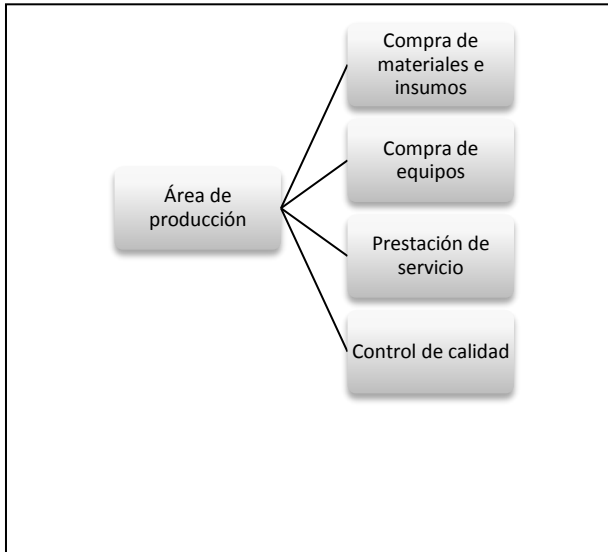 Compra de
materiales e
insumos
Compra de
equipos
Área de
producción
Prestación de
servicio
Control de calidad